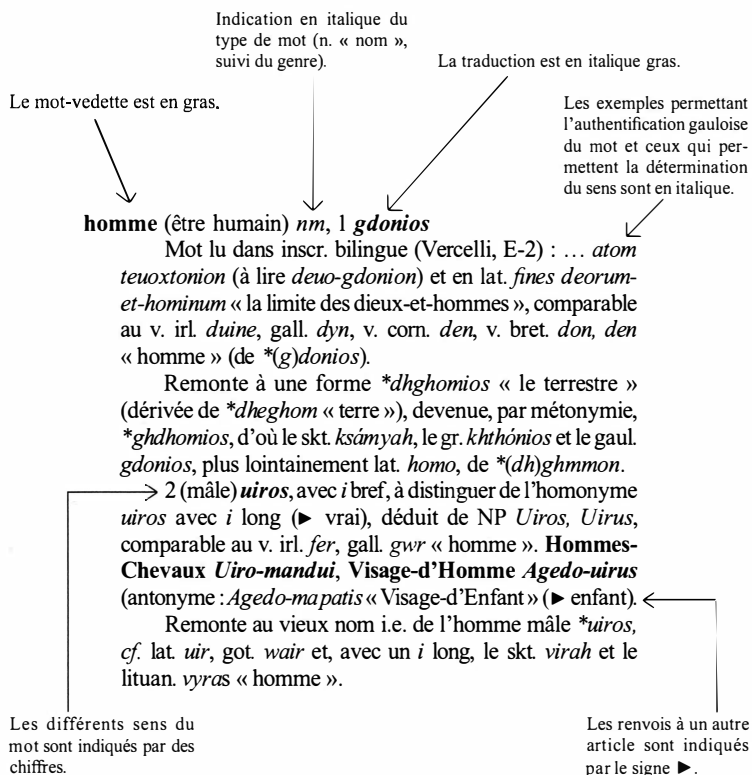 Indication en italique du
type de mot (n. « nom »,
suivi du genre).
La traduction est en italique gras.
Le mot-vedette est en gras.
Les exemples permettant
l'authentification gauloise
du mot et ceux qui per-
mettent la détermination
du sens sont en italique.
homme (être humain) nm, 1 gdonios
Mot lu dans inscr. bilingue (Vercelli, E-2) : … atom
teuoxtonion (à lire deuo-gdonion) et en lat. fines deorum-
et-hominum « la limite des dieux-et-hommes », comparable
au v. irl. duine, gall. dyn, v. corn. den, v. bret. don, den
« homme » (de *(g)donios).
Remonte à une forme *dhghomios « le terrestre »
(dérivée de *dheghom « terre »), devenue, par métonymie,
*ghdhomios, d'où le skt. ksámyah, le gr. khthónios et le gaul.
gdonios, plus lointainement lat. homo, de *(dh)ghmmon.
2 (mâle) uiros, avec i bref, à distinguer de l'homonyme
uiros avec i long (► vrai), déduit de NP Uiros, Uirus,
comparable au v. irl. fer, gall. gwr « homme ». Hommes-
Chevaux Uiro-mandui, Visage-d'Homme Agedo-uirus
(antonyme : Agedo-mapatis « Visage-d'Enfant » (► enfant).
Remonte au vieux nom i.e. de l'homme mâle *uiros,
cf. lat. uir, got. wair et, avec un i long, le skt. virah et le
lituan. vyras « homme ».
Les différents sens du
mot sont indiqués par des
chiffres.
Les renvois à un autre
article sont indiqués
par le signe ►.